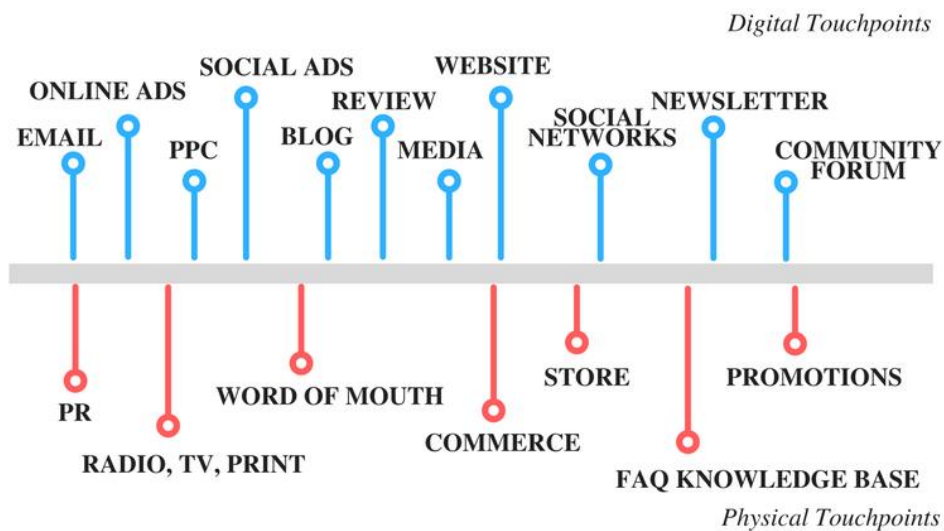 Digital Touchpoints
SOCIAL ADS
WEBSITE
ONLINE ADS
REVIEW
NEWSLETTER
EMAIL
PPC
BLOG
MEDIA
SOCIAL
NETWORKS
COMMUNITY
FORUM
PR
WORD OF MOUTH
STORE
PROMOTIONS
RADIO, TV, PRINT
COMMERCE
FAQ KNOWLEDGE BASE
Physical Touchpoints